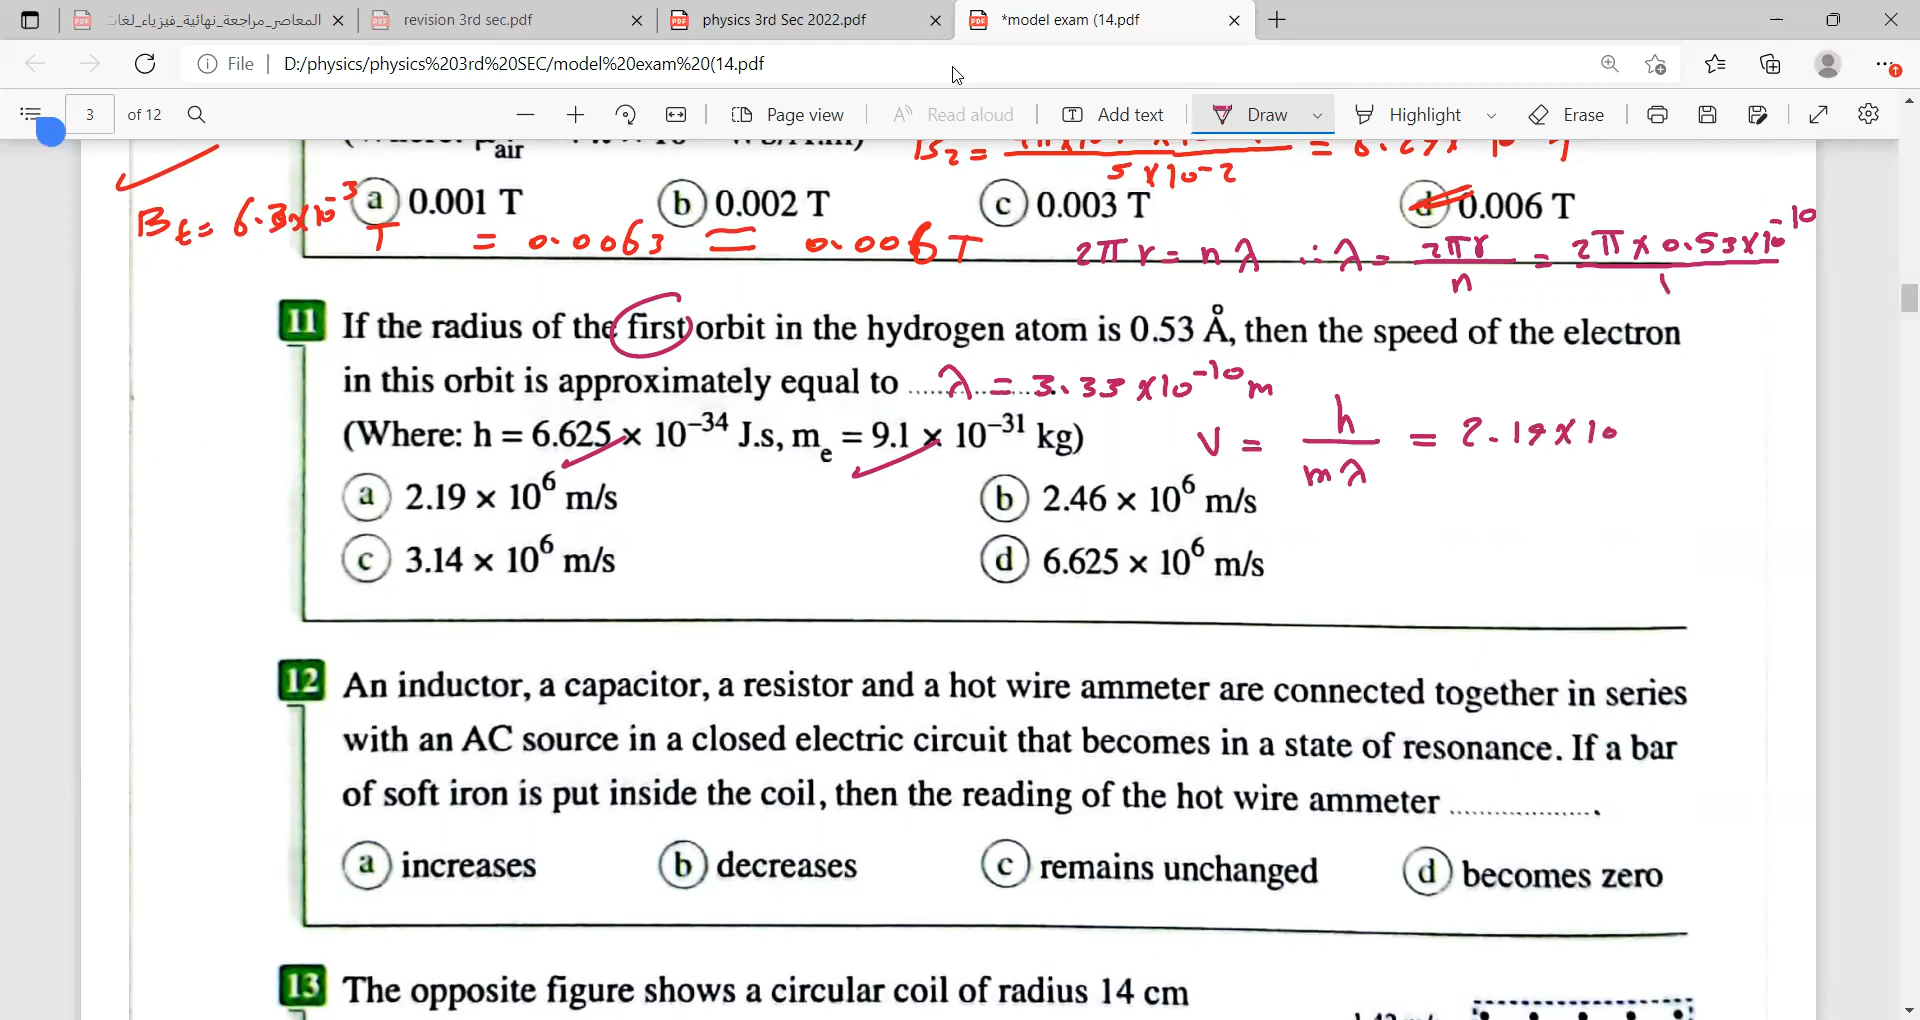 المعاصر_مراجعة_نهائية_فيزياء_لغات
revision 3rd sec.pdf
physics 3rd Sec 2022.pdf
*model exam (14.pdf
File
D:/physics/physics%203rd%20SEC/model%20exam%20(14.pdf
3 of 12
Page view
Read aloud
Add text
Draw
Highlight
Erase
air
B2 =
5 x 10-2
a 0.001 T b 0.002 T c 0.003 T d 0.006 T
Bt = 6.3x10-3 T = 0.0063 = 0.006 T
2πr = nλ ∴ λ = 2πr/n = 2π x 0.53x10-10/1
11 If the radius of the first orbit in the hydrogen atom is 0.53 Å, then the speed of the electron
in this orbit is approximately equal to .......... λ = 3.33 x10-10 m
(Where: h = 6.625 × 10–34 J.s, me = 9.1 × 10–31 kg)
v = h/mλ = 2.19 x 10
a 2.19 × 106 m/s b 2.46 × 106 m/s
c 3.14 × 106 m/s d 6.625 × 106 m/s
12 An inductor, a capacitor, a resistor and a hot wire ammeter are connected together in series
with an AC source in a closed electric circuit that becomes in a state of resonance. If a bar
of soft iron is put inside the coil, then the reading of the hot wire ammeter .................... .
a increases b decreases c remains unchanged d becomes zero
13 The opposite figure shows a circular coil of radius 14 cm